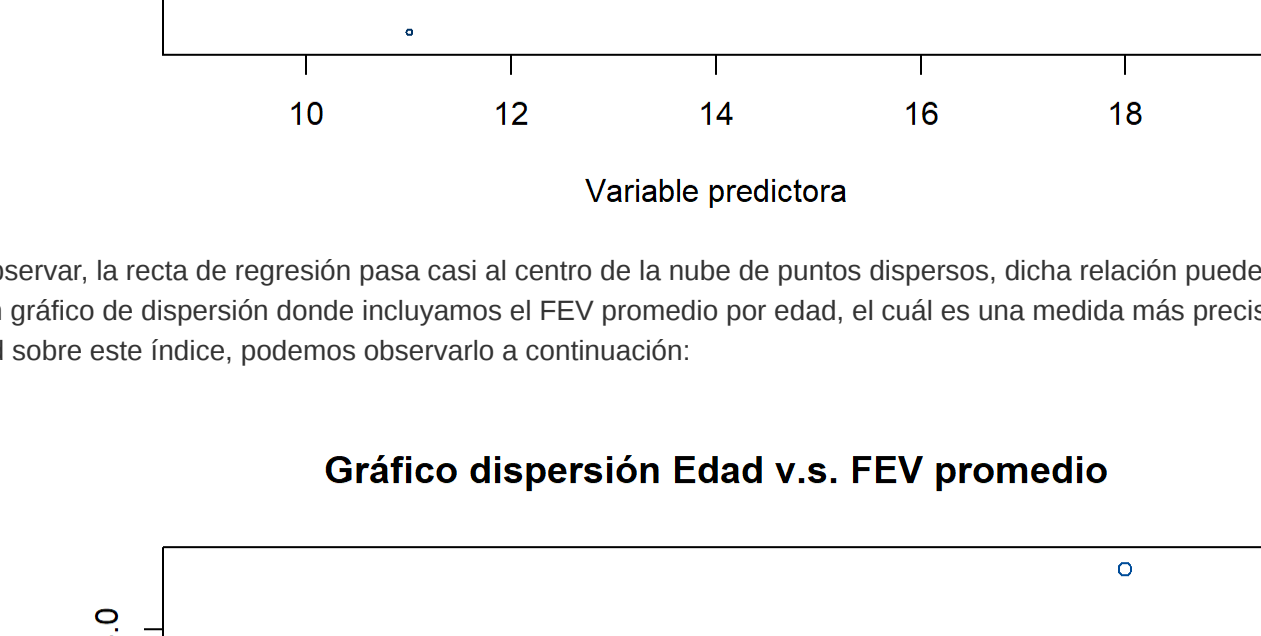 10 12 14 16 18
Variable predictora
la recta de regresión pasa casi al centro de la nube de puntos dispersos, dicha relación puede
gráfico de dispersión donde incluyamos el FEV promedio por edad, el cuál es una medida más
sobre este índice, podemos observarlo a continuación:
Gráfico dispersión Edad v.s. FEV promedio